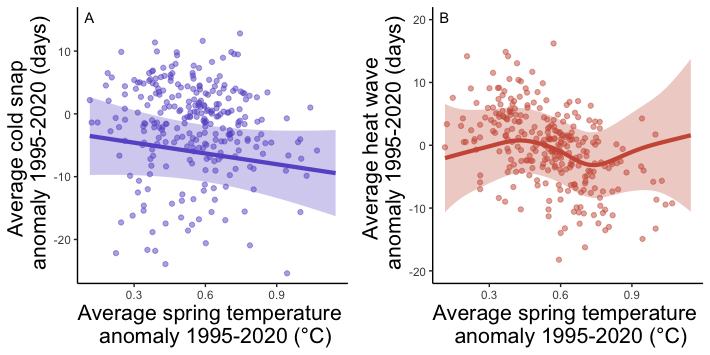 A
Average cold snap
anomaly 1995-2020 (days)
10
0
-10
-20
0.3
0.6
0.9
Average spring temperature
anomaly 1995-2020 (°C)
B
Average heat wave
anomaly 1995-2020 (days)
20
10
0
-10
-20
0.3
0.6
0.9
Average spring temperature
anomaly 1995-2020 (°C)